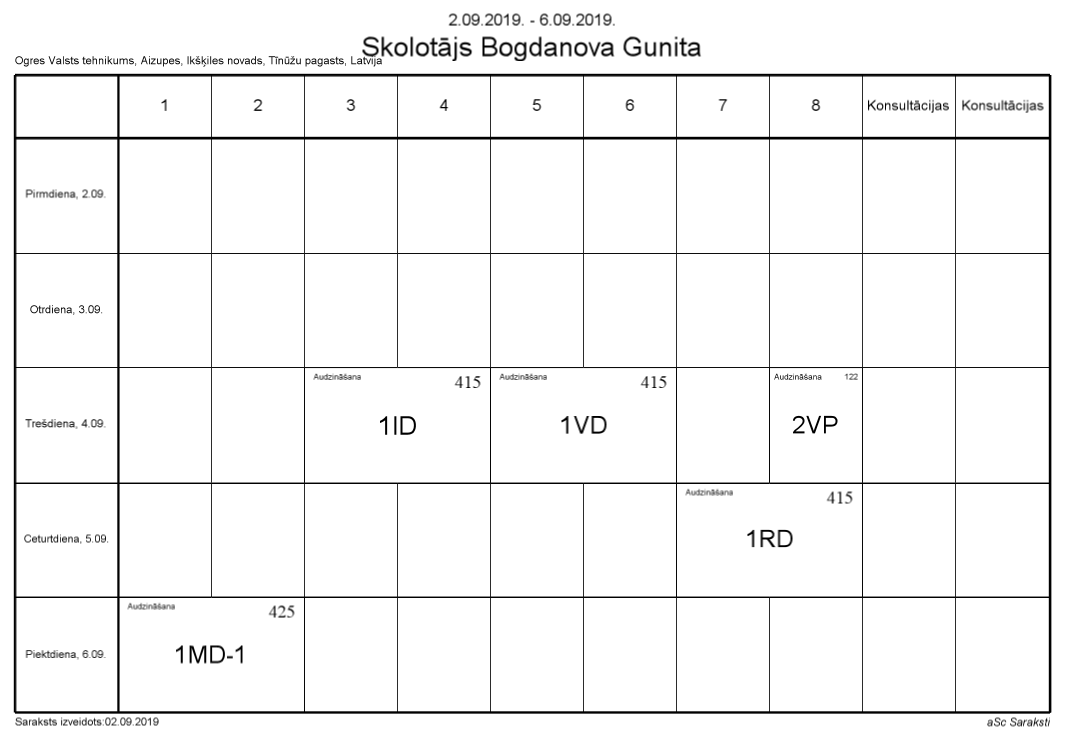 2.09.2019. - 6.09.2019.
Skolotājs Bogdanova Gunita
Ogres Valsts tehnikums, Aizupes, Ikšķiles novads, Tīnūžu pagasts, Latvija
1 2 3 4 5 6 7 8 Konsultācijas Konsultācijas
Pirmdiena, 2.09.
Otrdiena, 3.09.
Audzināšana 415 Audzināšana 415 Audzināšana 122
Trešdiena, 4.09. 1ID 1VD 2VP
Audzināšana 415
Ceturtdiena, 5.09. 1RD
Audzināšana 425
Piektdiena, 6.09. 1MD-1
Saraksts izveidots:02.09.2019 aSc Saraksti